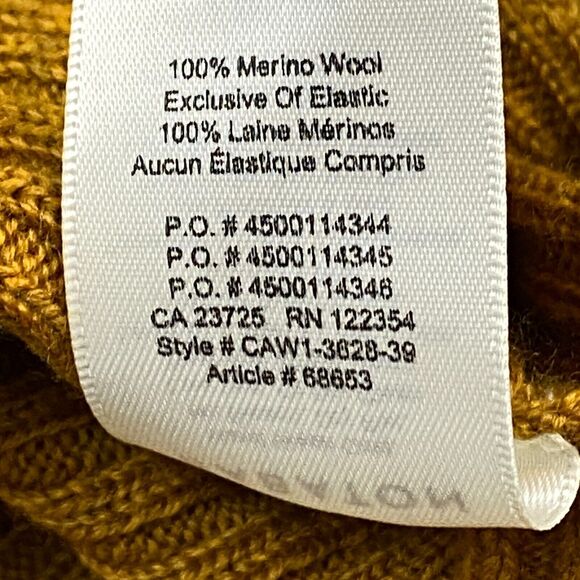 100% Merino Wool
Exclusive Of Elastic
100% Laine Mérinos
Aucun Élastique Compris
P.O. # 4500114344
P.O. # 4500114345
P.O. # 4500114346
CA 23725 RN 122354
Style # CAW1-3628-39
Article # 68653